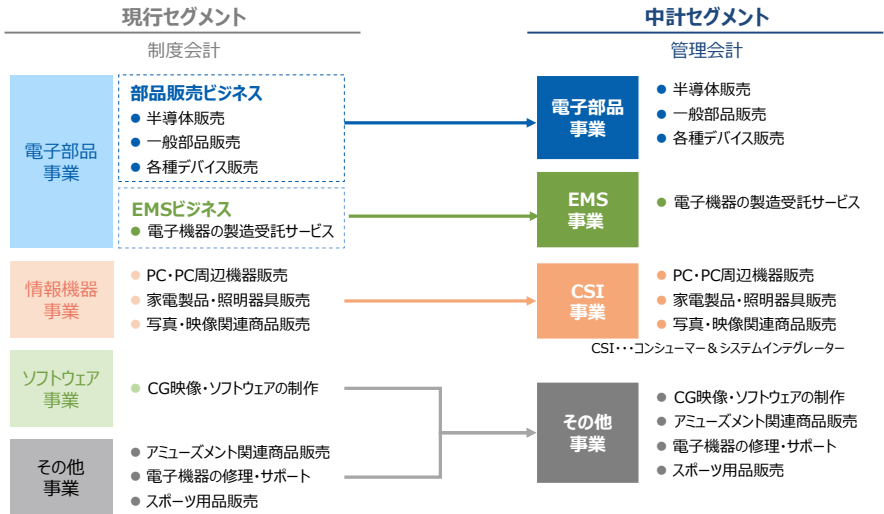 現行セグメント
制度会計
電子部品
事業
部品販売ビジネス
● 半導体販売
● 一般部品販売
● 各種デバイス販売
EMSビジネス
● 電子機器の製造受託サービス
情報機器
事業
● PC・PC周辺機器販売
● 家電製品・照明器具販売
● 写真・映像関連商品販売
ソフトウェア
事業
● CG映像・ソフトウェアの制作
その他
事業
● アミューズメント関連商品販売
● 電子機器の修理・サポート
● スポーツ用品販売
中計セグメント
管理会計
電子部品
事業
● 半導体販売
● 一般部品販売
● 各種デバイス販売
EMS
事業
● 電子機器の製造受託サービス
CSI
事業
● PC・PC周辺機器販売
● 家電製品・照明器具販売
● 写真・映像関連商品販売
CSI・・・コンシューマー＆システムインテグレーター
その他
事業
● CG映像・ソフトウェアの制作
● アミューズメント関連商品販売
● 電子機器の修理・サポート
● スポーツ用品販売